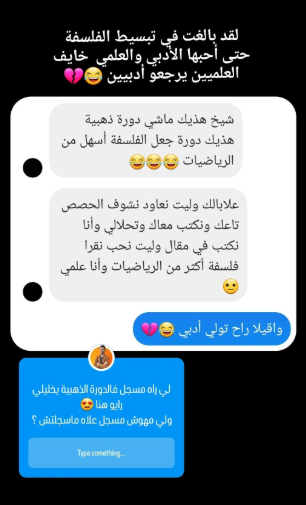 لقد بالغت في تبسيط الفلسفة
حتى أحبها الأدبي والعلمي خايف
العلميين يرجعو أدبيين 😂💔
شيخ هذيك ماشي دورة ذهبية
هذيك دورة جعل الفلسفة أسهل من
الرياضيات 😂😂😂
علابالك وليت نعاود نشوف الحصص
تاعك ونكتب معاك وتحلالي وأنا
نكتب في مقال وليت نحب نقرا
فلسفة أكثر من الرياضيات وأنا علمي
🙂
واقيلا راح تولي أدبي 😂💔
لي راه مسجل فالدورة الذهبية يخليلي
رايو هنا 😍
ولي مهوش مسجل علاه ماسجلتش ؟
Type something...